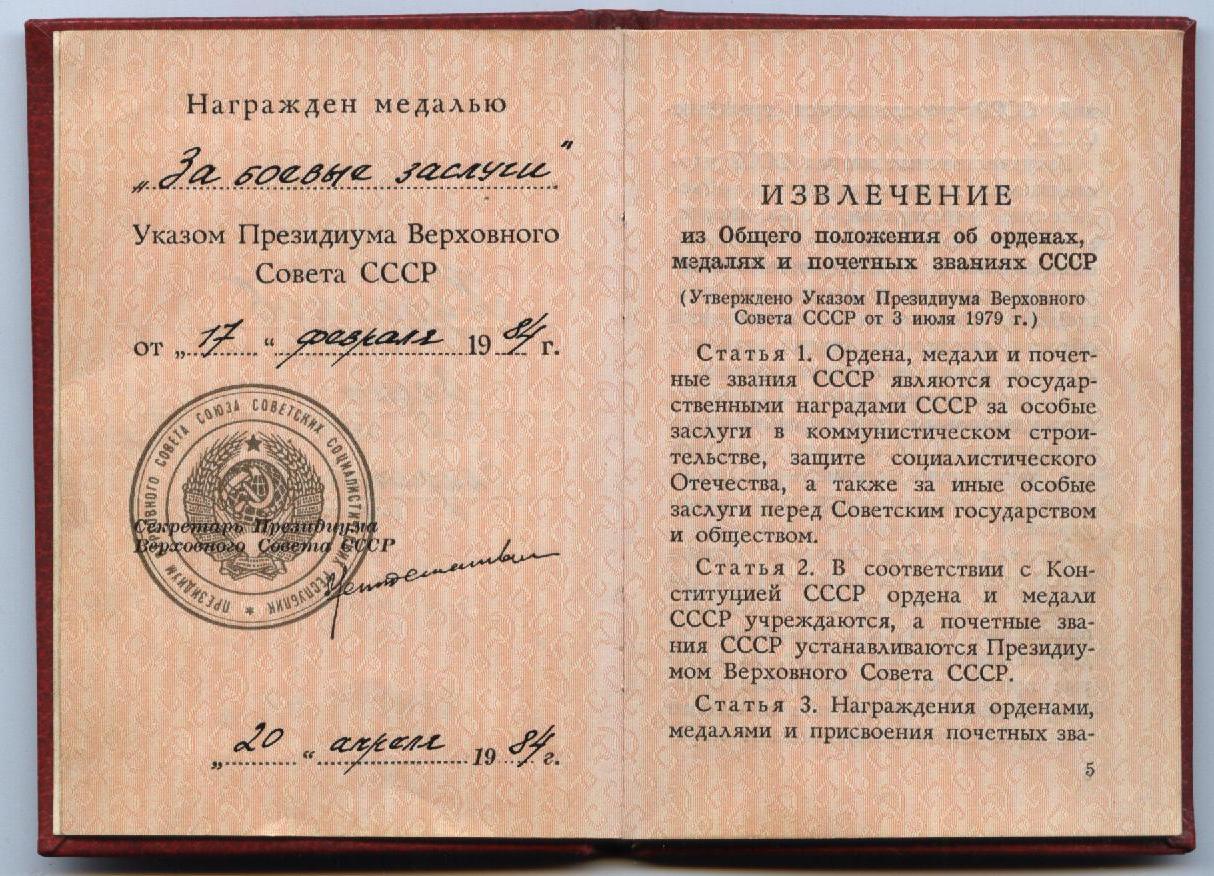 Награжден медалью
„За боевые заслуги"
Указом Президиума Верховного
Совета СССР
от „17“ февраля 1984 г.
ПРЕЗИДИУМ ВЕРХОВНОГО СОВЕТА СОЮЗА СОВЕТСКИХ СОЦИАЛИСТИЧЕСКИХ РЕСПУБЛИК *
Секретарь Президиума
Верховного Совета СССР
„20“ апреля 1984 г.
ИЗВЛЕЧЕНИЕ
из Общего положения об орденах,
медалях и почетных званиях СССР
(Утверждено Указом Президиума Верховного
Совета СССР от 3 июля 1979 г.)
Статья 1. Ордена, медали и почет-
ные звания СССР являются государ-
ственными наградами СССР за особые
заслуги в коммунистическом строи-
тельстве, защите социалистического
Отечества, а также за иные особые
заслуги перед Советским государством
и обществом.
Статья 2. В соответствии с Кон-
ституцией СССР ордена и медали
СССР учреждаются, а почетные зва-
ния СССР устанавливаются Президиу-
мом Верховного Совета СССР.
Статья 3. Награждения орденами,
медалями и присвоения почетных зва-
5